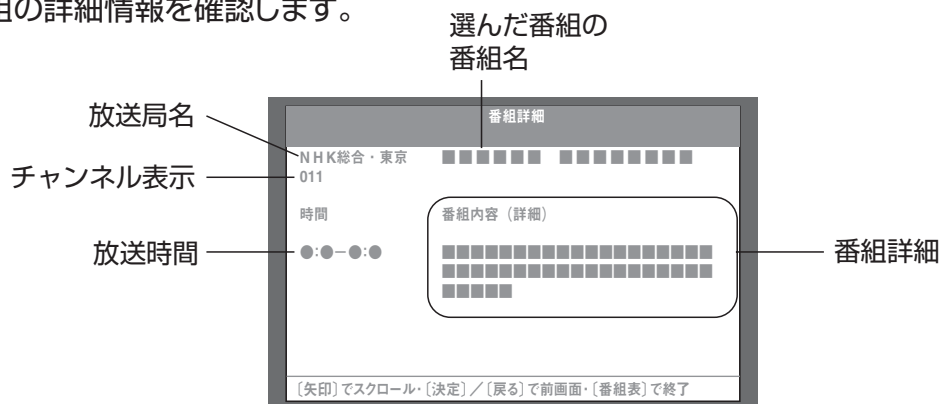 組の詳細情報を確認します。
選んだ番組の
番組名
放送局名
チャンネル表示
放送時間
番組詳細
番組詳細
NHK総合・東京 ■■■■■■ ■■■■■■■■
011
時間
番組内容（詳細）
●:●－●:● ■■■■■■■■■■■■■■■■■■■
■■■■■■■■■■■■■■■■■■■
■■■■■
［矢印］でスクロール・［決定］／［戻る］で前画面・［番組表］で終了